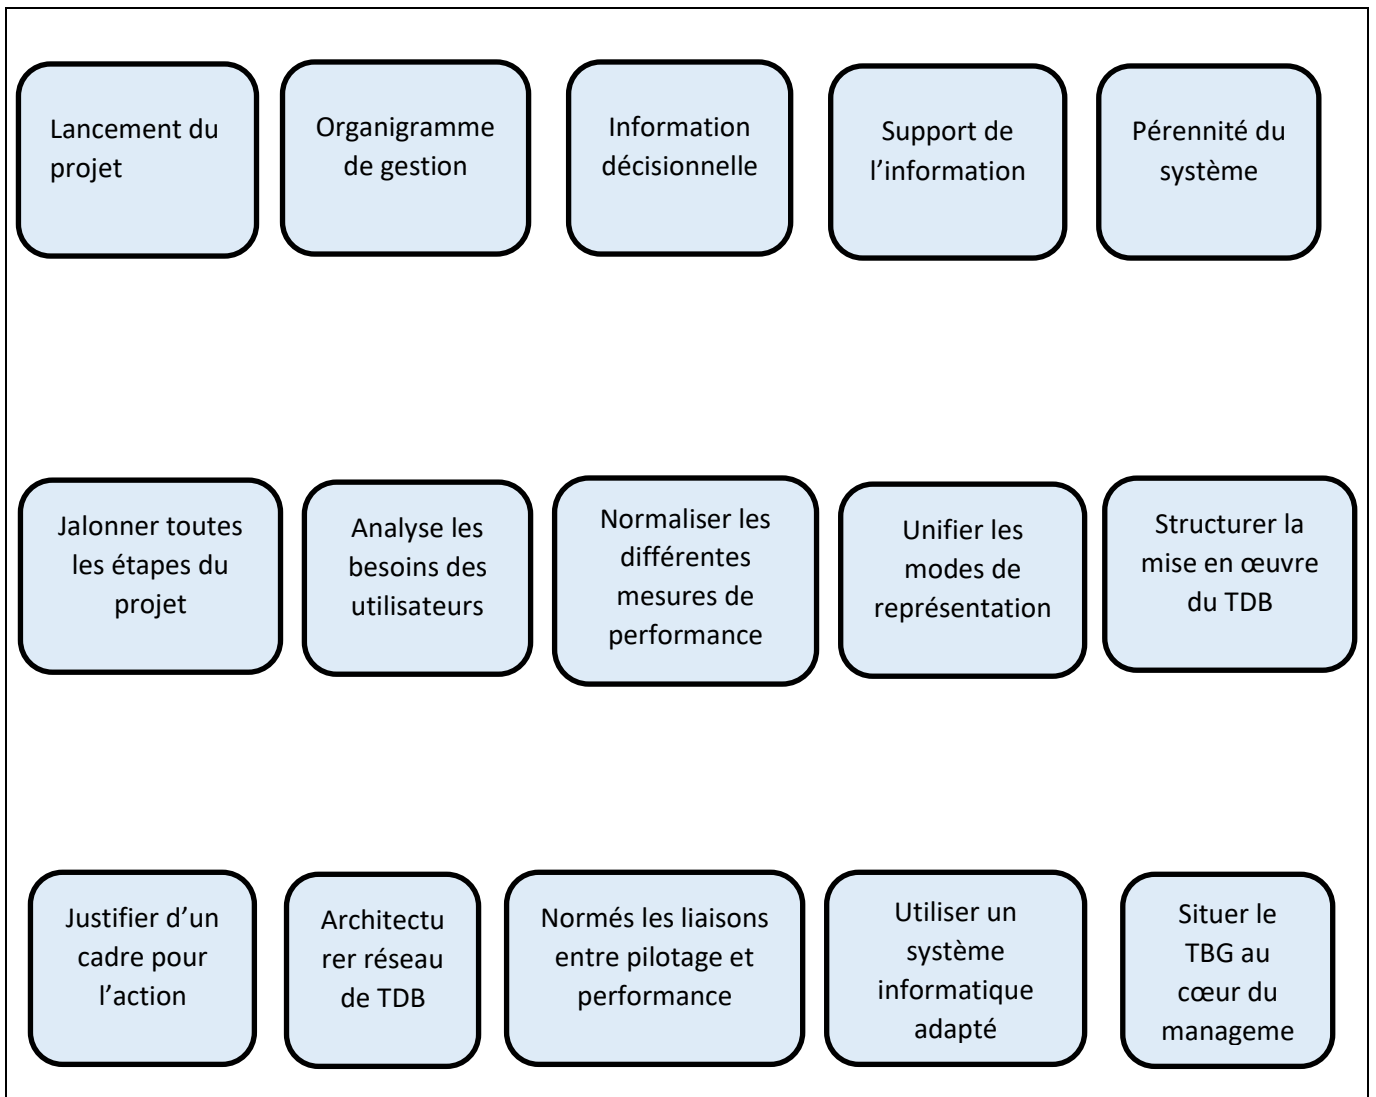 Lancement du
projet
Organigramme
de gestion
Information
décisionnelle
Support de
l’information
Pérennité du
système
Jalonner toutes
les étapes du
projet
Analyse les
besoins des
utilisateurs
Normaliser les
différentes
mesures de
performance
Unifier les
modes de
représentation
Structurer la
mise en œuvre
du TDB
Justifier d’un
cadre pour
l’action
Architectu
rer réseau
de TDB
Normés les liaisons
entre pilotage et
performance
Utiliser un
système
informatique
adapté
Situer le
TBG au
cœur du
manageme